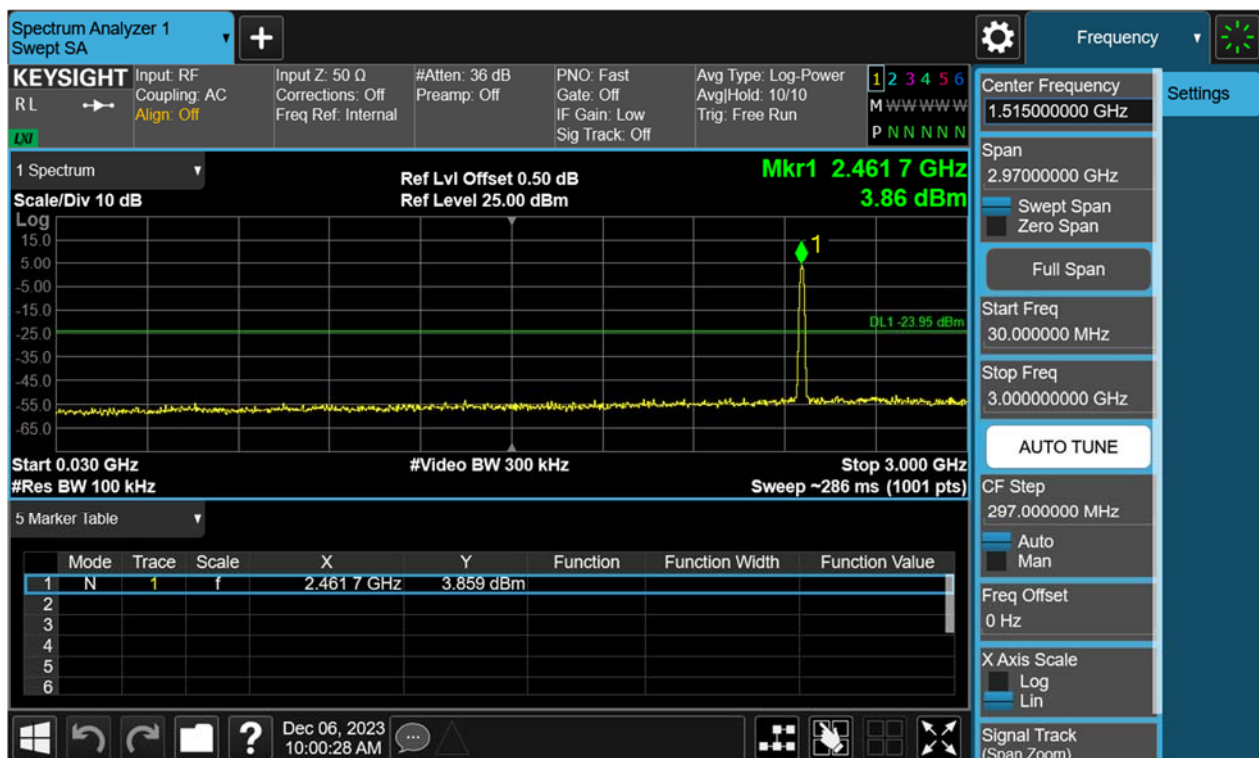 Spectrum Analyzer 1
Swept SA
+
Frequency
KEYSIGHT
RL
LXI
Input: RF
Coupling: AC
Align: Off
Input Z: 50 Ω
Corrections: Off
Freq Ref: Internal
#Atten: 36 dB
Preamp: Off
PNO: Fast
Gate: Off
IF Gain: Low
Sig Track: Off
Avg Type: Log-Power
Avg|Hold: 10/10
Trig: Free Run
1 2 3 4 5 6
M W W W W W
P N N N N N
1 Spectrum
Scale/Div 10 dB
Ref Lvl Offset 0.50 dB
Ref Level 25.00 dBm
Mkr1 2.461 7 GHz
3.86 dBm
Log
15.0
5.00
-5.00
-15.0
-25.0
-35.0
-45.0
-55.0
-65.0
1
DL1 -23.95 dBm
Start 0.030 GHz
#Res BW 100 kHz
#Video BW 300 kHz
Stop 3.000 GHz
Sweep ~286 ms (1001 pts)
5 Marker Table
Mode Trace Scale X Y Function Function Width Function Value
1 N 1 f 2.461 7 GHz 3.859 dBm
2
3
4
5
6
?
Dec 06, 2023
10:00:28 AM
Center Frequency
1.515000000 GHz
Settings
Span
2.97000000 GHz
Swept Span
Zero Span
Full Span
Start Freq
30.000000 MHz
Stop Freq
3.000000000 GHz
AUTO TUNE
CF Step
297.000000 MHz
Auto
Man
Freq Offset
0 Hz
X Axis Scale
Log
Lin
Signal Track
(Span Zoom)